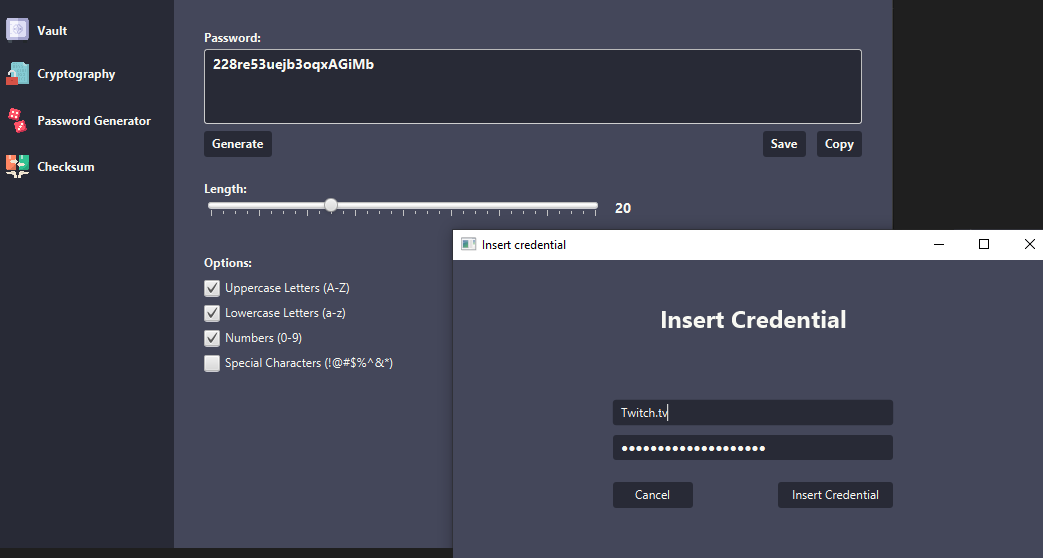 Vault
Cryptography
Password Generator
Checksum
Password:
228re53uejb3oqxAGiMb
Generate
Save
Copy
Length:
20
Options:
Uppercase Letters (A-Z)
Lowercase Letters (a-z)
Numbers (0-9)
Special Characters (!@#$%^&*)
Insert credential
Insert Credential
Twitch.tv
●●●●●●●●●●●●●●●●●●●●
Cancel
Insert Credential